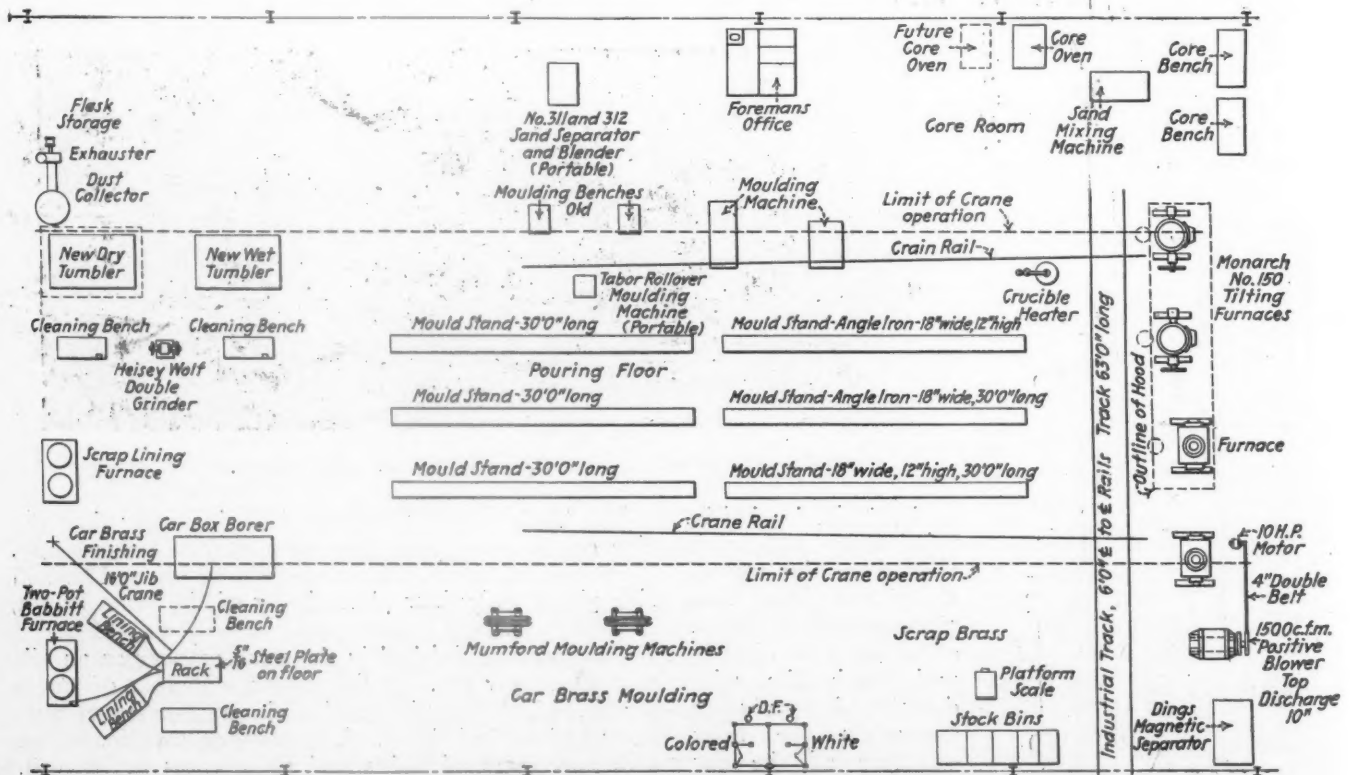 Future
Core
Oven
Core
Oven
Core
Bench
Flask
Storage
No.311 and 312
Sand Separator
and Blender
(Portable)
Foremans
Office
Core Room
Sand
Mixing
Machine
Core
Bench
Exhauster
Dust
Collector
Moulding Benches
Old
Moulding
Machine
Limit of Crane
operation
Crain Rail
New Dry
Tumbler
New Wet
Tumbler
Tabor Rollover
Moulding
Machine
(Portable)
Crucible
Heater
Monarch
No.150
Tilting
Furnaces
Cleaning Bench
Cleaning Bench
Mould Stand-30'0" long
Mould Stand-Angle Iron-18" wide, 12" high
Heisey Wolf
Double
Grinder
Pouring Floor
Mould Stand-30'0" long
Mould Stand-Angle Iron-18" wide, 30'0" long
Scrap Lining
Furnace
Mould Stand-30'0" long
Mould Stand-18" wide, 12" high, 30'0" long
Furnace
Outline of Hood
Industrial Track, 6'0" ℄ to ℄ Rails Track 63'0" long
Car Brass
Finishing
Car Box Borer
Crane Rail
10 H.P.
Motor
16'0" Jib
Crane
Limit of Crane operation
4" Double
Belt
Two-Pot
Babbitt
Furnace
Lining
Bench
Cleaning
Bench
Mumford Moulding Machines
Scrap Brass
1500 c.f.m.
Positive
Blower
Top
Discharge
10"
Rack
5/16" Steel Plate
on floor
Lining
Bench
Cleaning
Bench
Car Brass Moulding
Platform
Scale
D.F.
Colored
White
Stock Bins
Dings
Magnetic
Separator